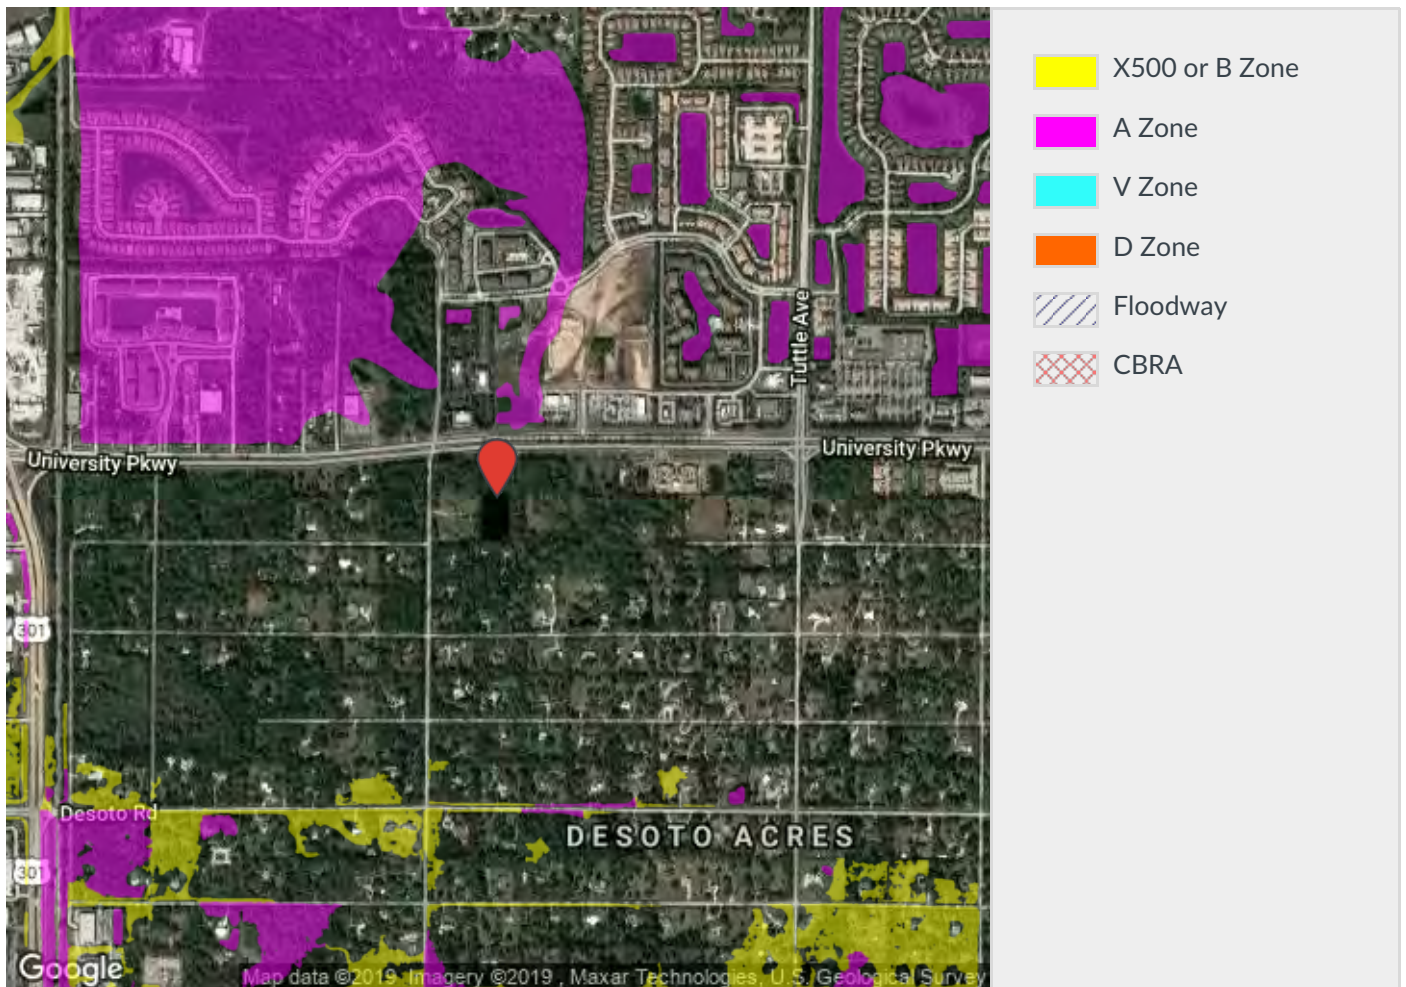 X500 or B Zone
A Zone
V Zone
D Zone
Floodway
CBRA
Tuttle Ave
University Pkwy
University Pkwy
301
Desoto Rd
DESOTO ACRES
301
Google
Map data ©2019 Imagery ©2019 , Maxar Technologies, U.S. Geological Survey